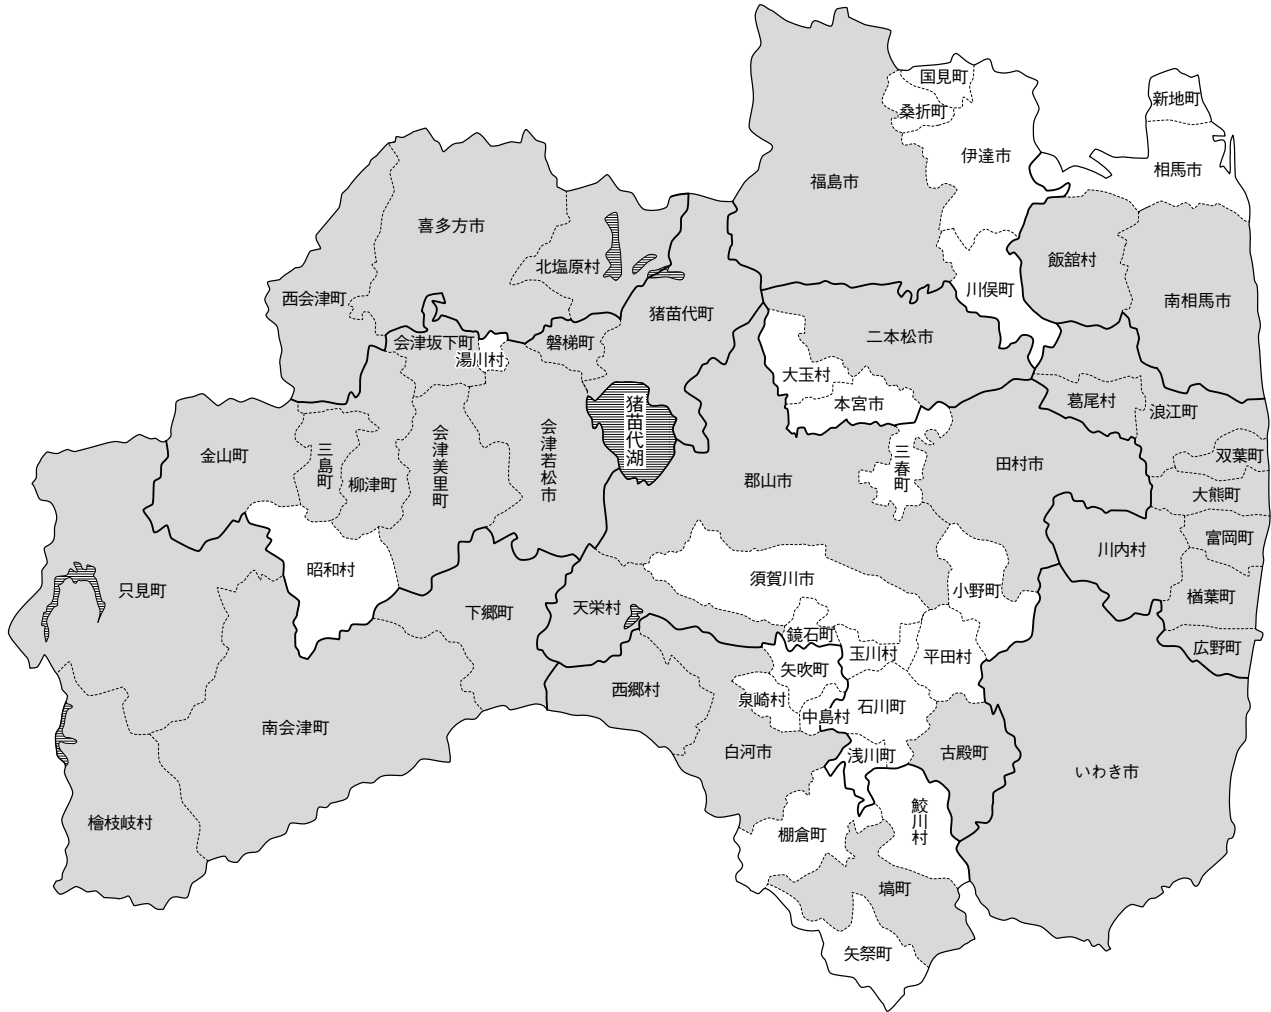 国見町
新地町
桑折町
伊達市
相馬市
福島市
喜多方市
飯舘村
北塩原村
川俣町
西会津町
南相馬市
猪苗代町
二本松市
会津坂下町
磐梯町
湯川村
大玉村
葛尾村
本宮市
浪江町
猪苗代湖
金山町
三島町
会津美里町
会津若松市
三春町
田村市
双葉町
柳津町
郡山市
大熊町
富岡町
川内村
昭和村
須賀川市
只見町
小野町
楢葉町
天栄村
下郷町
鏡石町
広野町
玉川村
平田村
矢吹町
西郷村
泉崎村
石川町
中島村
南会津町
白河市
浅川町
古殿町
いわき市
鮫川村
檜枝岐村
棚倉町
塙町
矢祭町